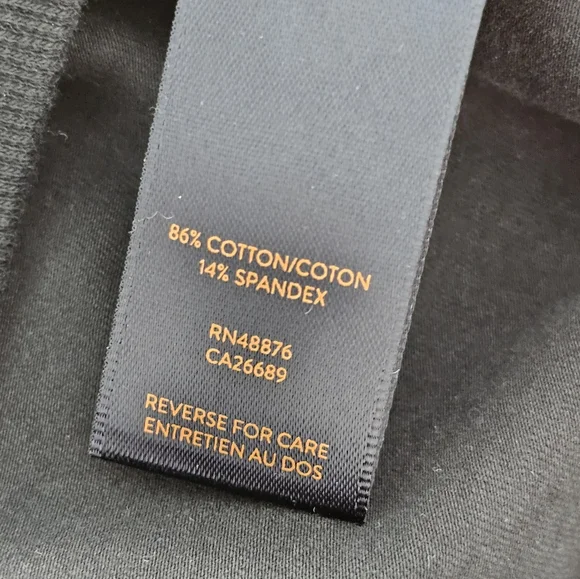 86% COTTON/COTON
14% SPANDEX
RN48876
CA26689
REVERSE FOR CARE
ENTRETIEN AU DOS